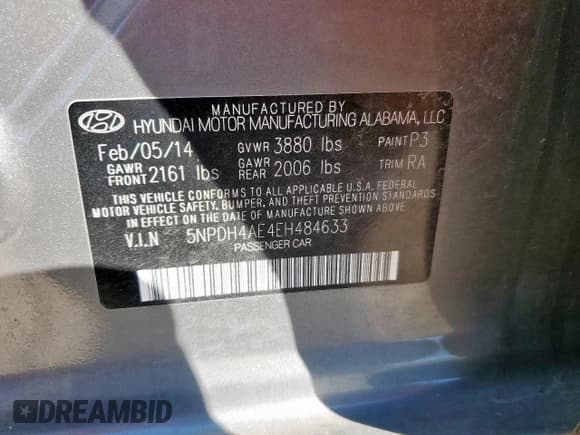 MANUFACTURED BY
HYUNDAI MOTOR MANUFACTURING ALABAMA, LLC
Feb/05/14 GVWR 3880 lbs PAINT P3
GAWR FRONT 2161 lbs GAWR REAR 2006 lbs TRIM RA
THIS VEHICLE CONFORMS TO ALL APPLICABLE U.S.A. FEDERAL
MOTOR VEHICLE SAFETY, BUMPER, AND THEFT PREVENTION
STANDARDS IN EFFECT ON THE DATE OF MANUFACTURE SHOWN ABOVE.
V.I.N 5NPDH4AE4EH484633
PASSENGER CAR
DREAMBID